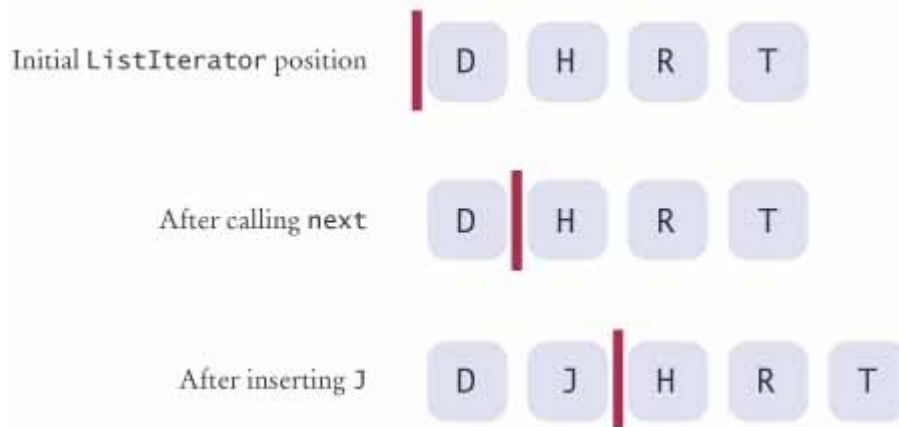 Initial ListIterator position D H R T
After calling next D H R T
After inserting J D J H R T